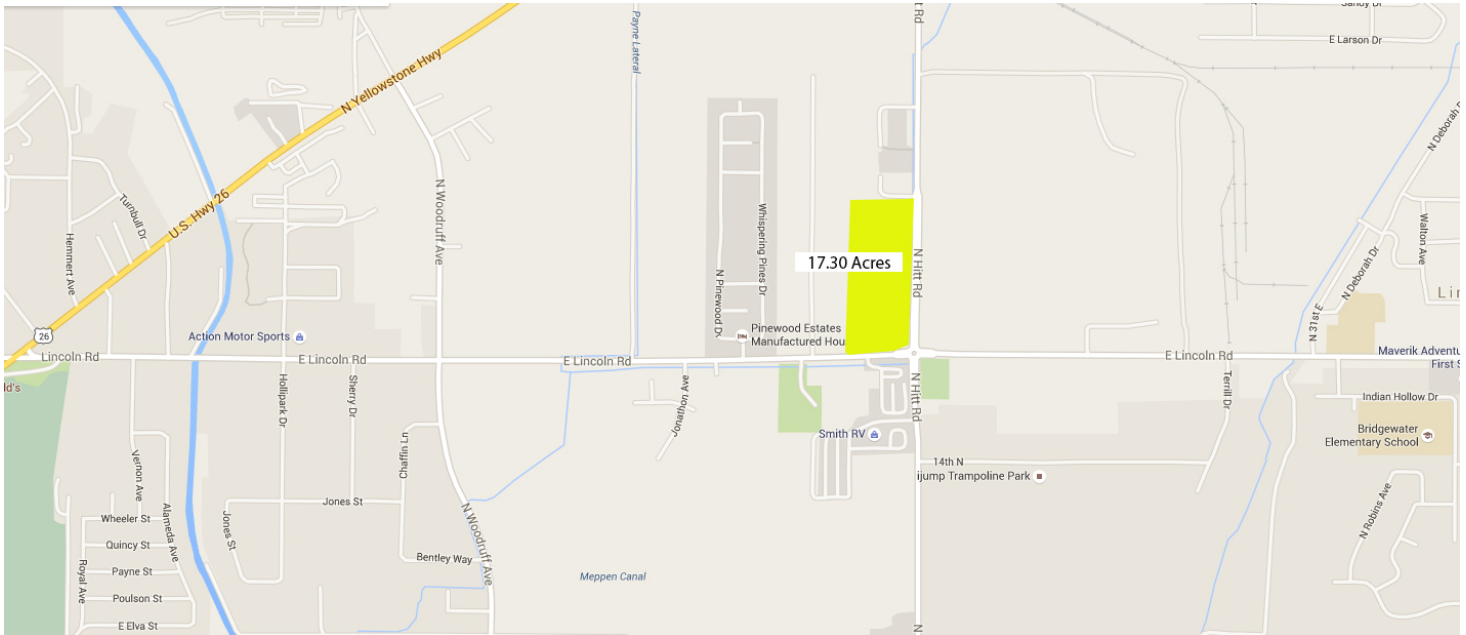 t Rd
Sandy Dr
E Larson Dr
Payne Lateral
N Yellowstone Hwy
N Deborah D
U.S. Hwy 26
Turnbull Dr
Hemmert Ave
N Woodruff Ave
Whispering Pines Dr
N Pinewood Dr
17.30 Acres
N Hitt Rd
Walton Ave
N Deborah Dr
Lin
N 31st E
26
Action Motor Sports
Pinewood Estates
Manufactured Hou
Lincoln Rd
E Lincoln Rd
E Lincoln Rd
E Lincoln Rd
Maverik Adventu
First S
ld's
Hollipark Dr
Sherry Dr
Jonathon Ave
N Hitt Rd
Terrill Dr
Indian Hollow Dr
Chaffin Ln
Smith RV
Bridgewater
Elementary School
Vernon Ave
14th N
ijump Trampoline Park
Jones St
Alameda Ave
Wheeler St
Jones St
N Woodruff Ave
N Robins Ave
Quincy St
Bentley Way
Payne St
Royal Ave
Meppen Canal
Poulson St
E Elva St
N